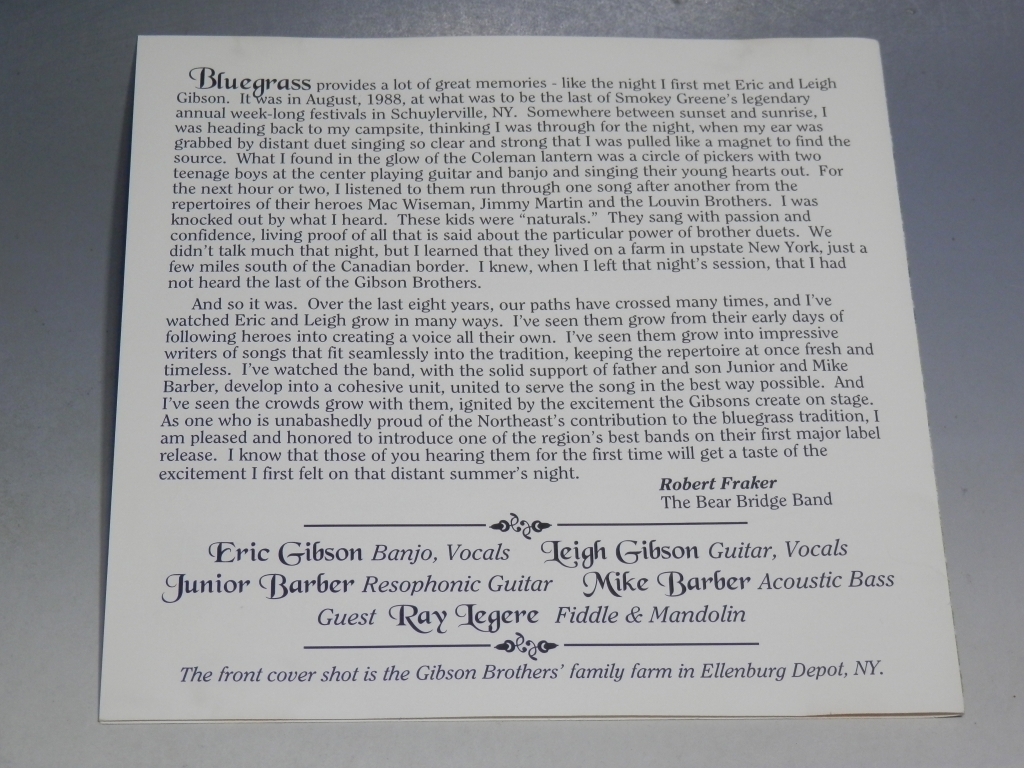 Bluegrass provides a lot of great memories - like the night I first met Eric and Leigh
Gibson. It was in August, 1988, at what was to be the last of Smokey Greene's legendary
annual week-long festivals in Schuylerville, NY. Somewhere between sunset and sunrise, I
was heading back to my campsite, thinking I was through for the night, when my ear was
grabbed by distant duet singing so clear and strong that I was pulled like a magnet to find the
source. What I found in the glow of the Coleman lantern was a circle of pickers with two
teenage boys at the center playing guitar and banjo and singing their young hearts out. For
the next hour or two, I listened to them run through one song after another from the
repertoires of their heroes Mac Wiseman, Jimmy Martin and the Louvin Brothers. I was
knocked out by what I heard. These kids were "naturals." They sang with passion and
confidence, living proof of all that is said about the particular power of brother duets. We
didn't talk much that night, but I learned that they lived on a farm in upstate New York, just a
few miles south of the Canadian border. I knew, when I left that night's session, that I had
not heard the last of the Gibson Brothers.
And so it was. Over the last eight years, our paths have crossed many times, and I've
watched Eric and Leigh grow in many ways. I've seen them grow from their early days of
following heroes into creating a voice all their own. I've seen them grow into impressive
writers of songs that fit seamlessly into the tradition, keeping the repertoire at once fresh and
timeless. I've watched the band, with the solid support of father and son Junior and Mike
Barber, develop into a cohesive unit, united to serve the song in the best way possible. And
I've seen the crowds grow with them, ignited by the excitement the Gibsons create on stage.
As one who is unabashedly proud of the Northeast's contribution to the bluegrass tradition, I
am pleased and honored to introduce one of the region's best bands on their first major label
release. I know that those of you hearing them for the first time will get a taste of the
excitement I first felt on that distant summer's night.
Robert Fraker
The Bear Bridge Band
Eric Gibson Banjo, Vocals Leigh Gibson Guitar, Vocals
Junior Barber Resophonic Guitar Mike Barber Acoustic Bass
Guest Ray Legere Fiddle & Mandolin
The front cover shot is the Gibson Brothers' family farm in Ellenburg Depot, NY.